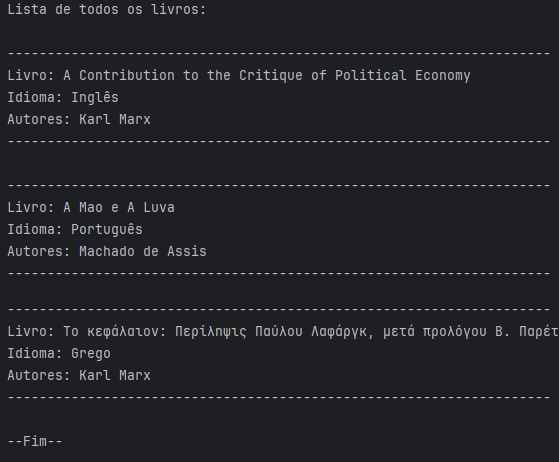 Lista de todos os livros:
--------------------------------------------------------------------
Livro: A Contribution to the Critique of Political Economy
Idioma: Inglês
Autores: Karl Marx
--------------------------------------------------------------------
--------------------------------------------------------------------
Livro: A Mao e A Luva
Idioma: Português
Autores: Machado de Assis
--------------------------------------------------------------------
--------------------------------------------------------------------
Livro: Το κεφάλαιον: Περίληψις Παύλου Λαφάργκ, μετά προλόγου Β. Παρέτ
Idioma: Grego
Autores: Karl Marx
--------------------------------------------------------------------
--Fim--